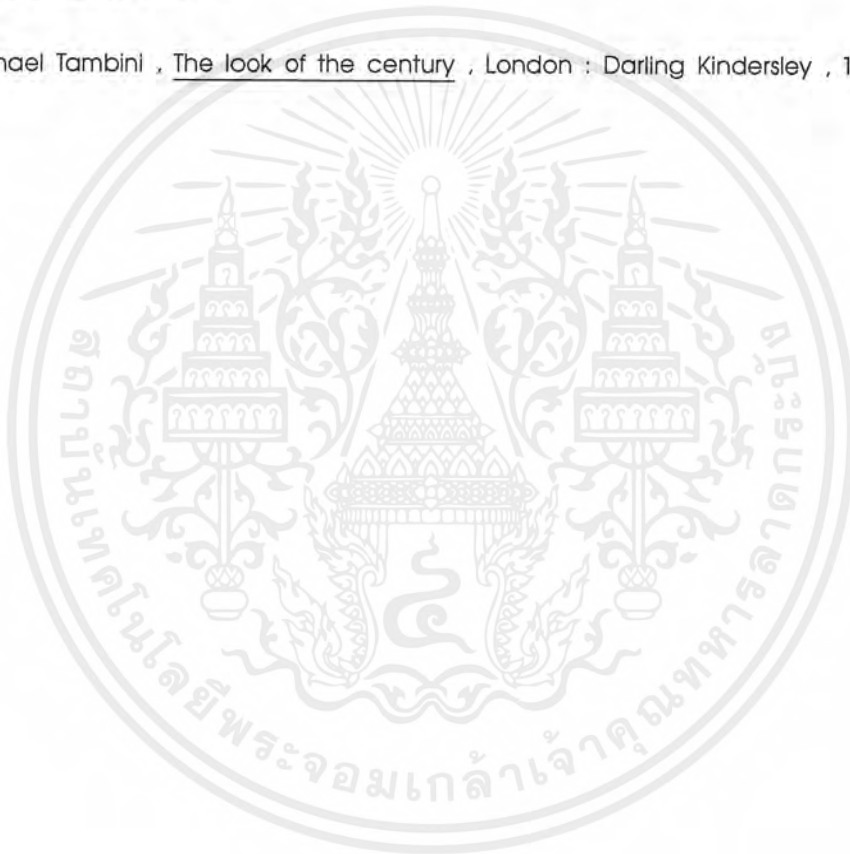 hael Tambini , The look of the century , London : Darling Kindersley , 1
สถาบันเทคโนโลยีพระจอมเกล้าเจ้าคุณทหารลาดกระบัง